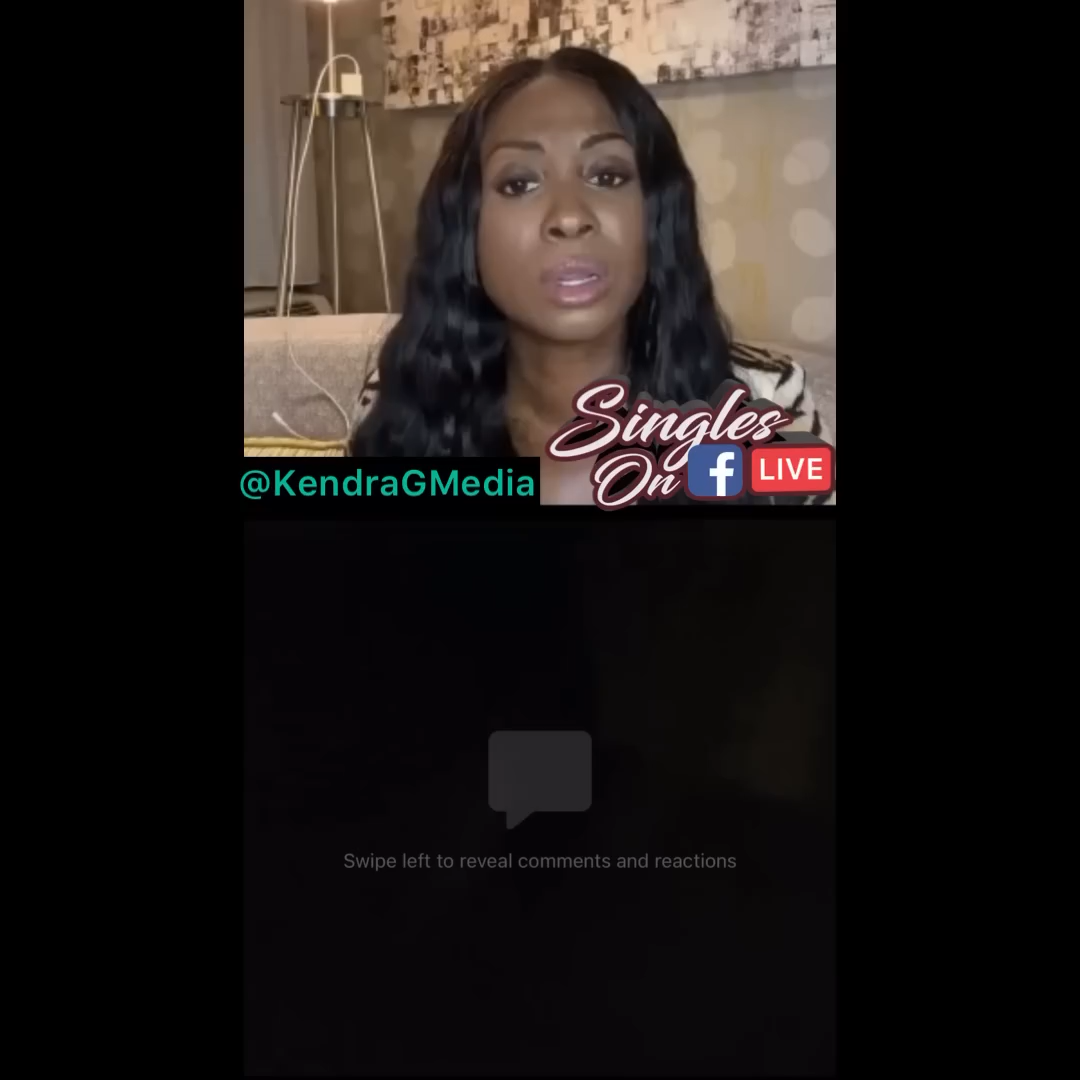 Singles
@KendraGMedia
On f LIVE
Swipe left to reveal comments and reactions